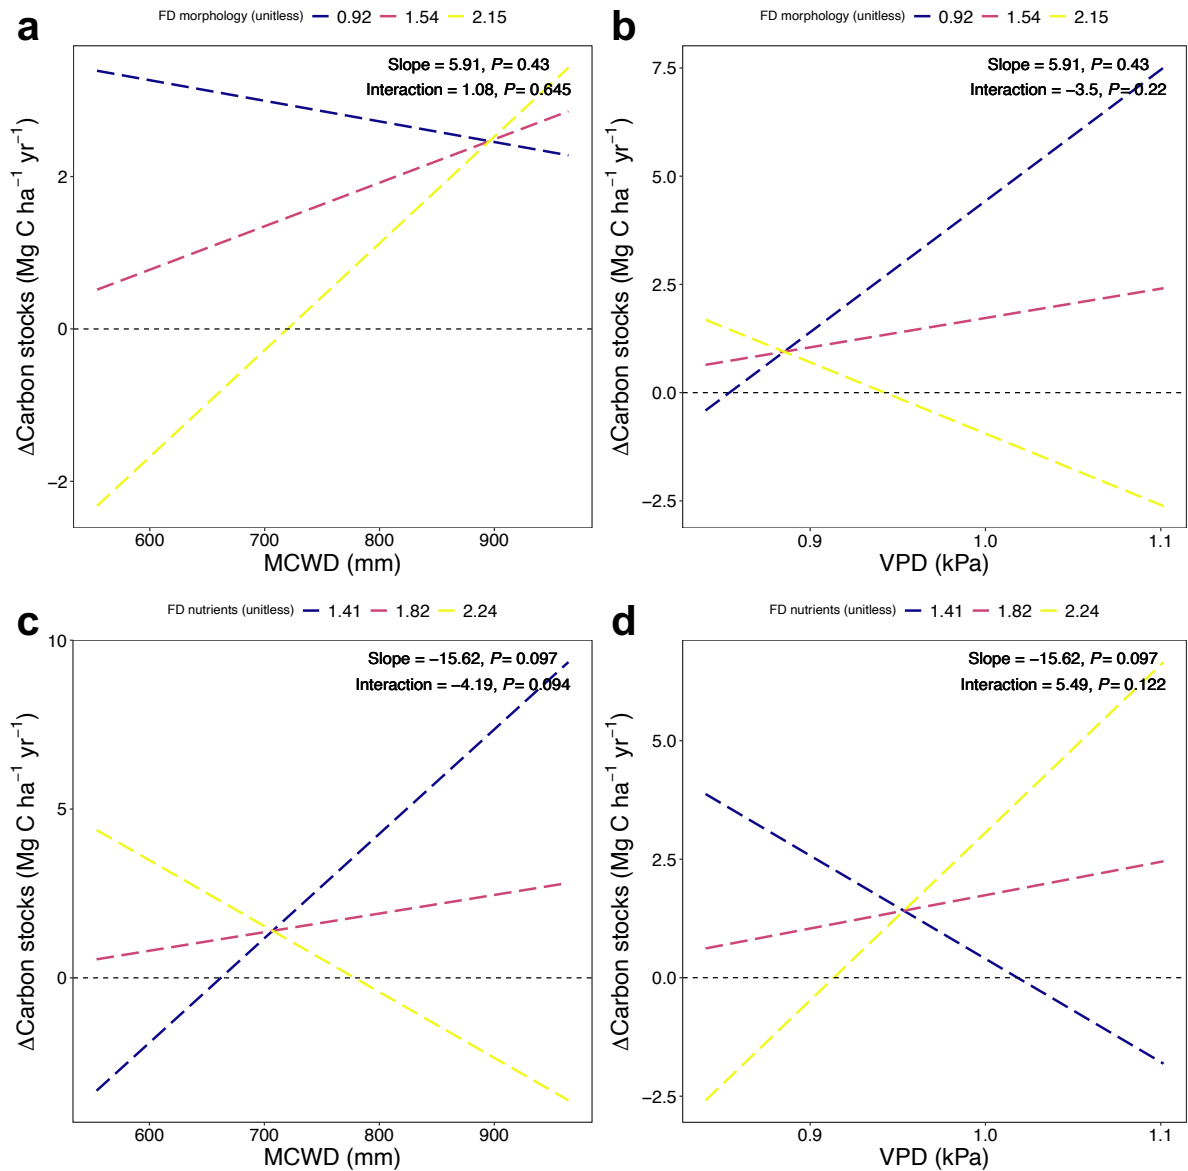 a
FD morphology (unitless) 0.92 1.54 2.15
Slope = 5.91, P = 0.43
Interaction = 1.08, P = 0.645
ΔCarbon stocks (Mg C ha⁻¹ yr⁻¹)
2
0
−2
600 700 800 900
MCWD (mm)
b
FD morphology (unitless) 0.92 1.54 2.15
Slope = 5.91, P = 0.43
Interaction = −3.5, P = 0.22
ΔCarbon stocks (Mg C ha⁻¹ yr⁻¹)
7.5
5.0
2.5
0.0
−2.5
0.9 1.0 1.1
VPD (kPa)
c
FD nutrients (unitless) 1.41 1.82 2.24
Slope = −15.62, P = 0.097
Interaction = −4.19, P = 0.094
ΔCarbon stocks (Mg C ha⁻¹ yr⁻¹)
10
5
0
600 700 800 900
MCWD (mm)
d
FD nutrients (unitless) 1.41 1.82 2.24
Slope = −15.62, P = 0.097
Interaction = 5.49, P = 0.122
ΔCarbon stocks (Mg C ha⁻¹ yr⁻¹)
5.0
2.5
0.0
−2.5
0.9 1.0 1.1
VPD (kPa)